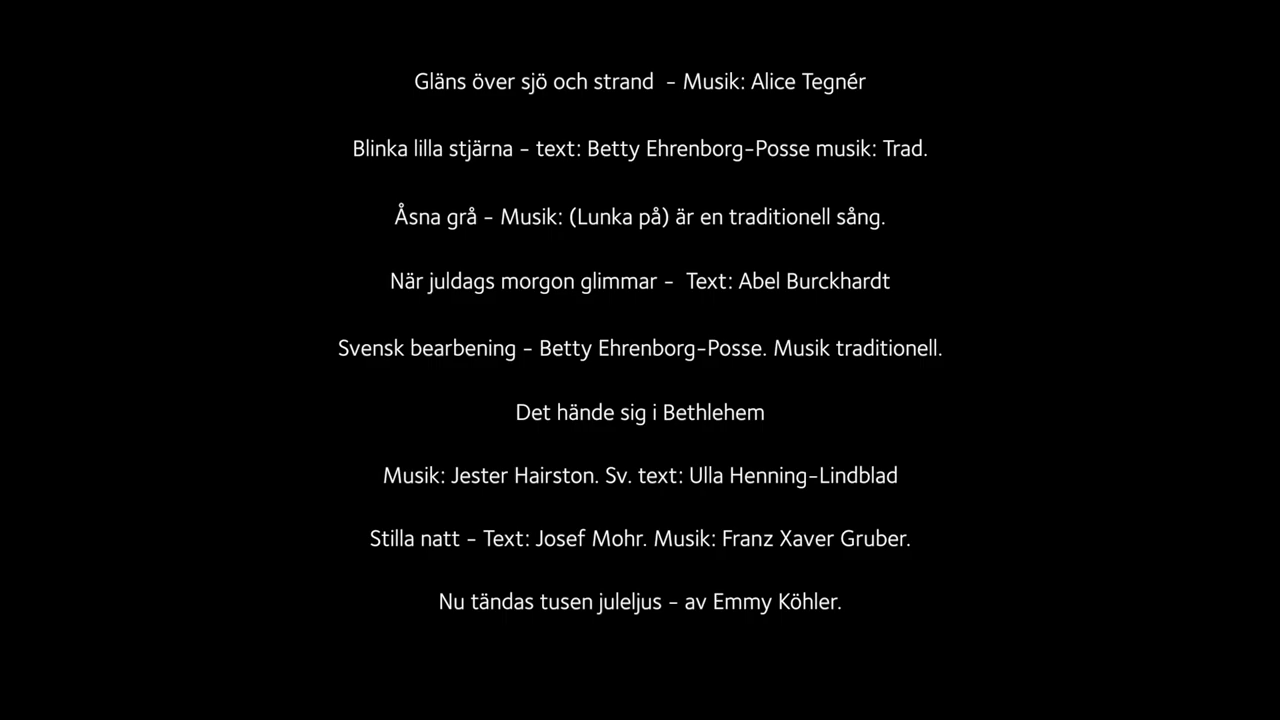 Gläns över sjö och strand  - Musik: Alice Tegnér
Blinka lilla stjärna - text: Betty Ehrenborg-Posse musik: Trad.
Åsna grå - Musik: (Lunka på) är en traditionell sång.
När juldags morgon glimmar -  Text: Abel Burckhardt
Svensk bearbening - Betty Ehrenborg-Posse. Musik traditionell.
Det hände sig i Bethlehem
Musik: Jester Hairston. Sv. text: Ulla Henning-Lindblad
Stilla natt - Text: Josef Mohr. Musik: Franz Xaver Gruber.
Nu tändas tusen juleljus - av Emmy Köhler.